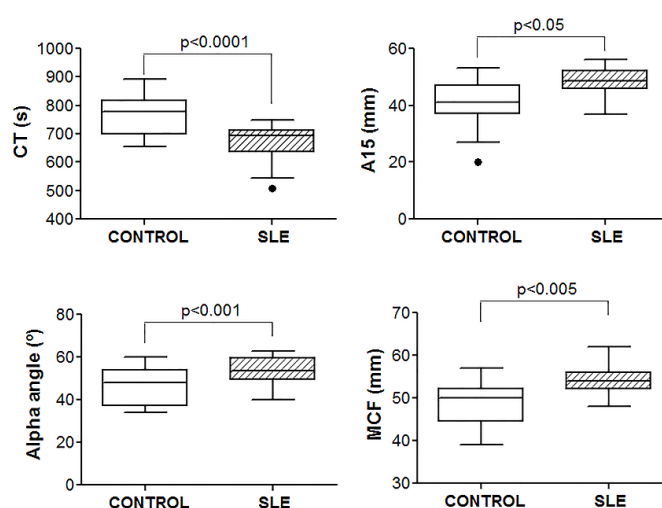 p<0.0001
CT (s)
1000
900
800
700
600
500
400
CONTROL SLE
p<0.05
A15 (mm)
60
40
20
0
CONTROL SLE
p<0.001
Alpha angle (º)
80
60
40
20
0
CONTROL SLE
p<0.005
MCF (mm)
70
60
50
40
30
CONTROL SLE